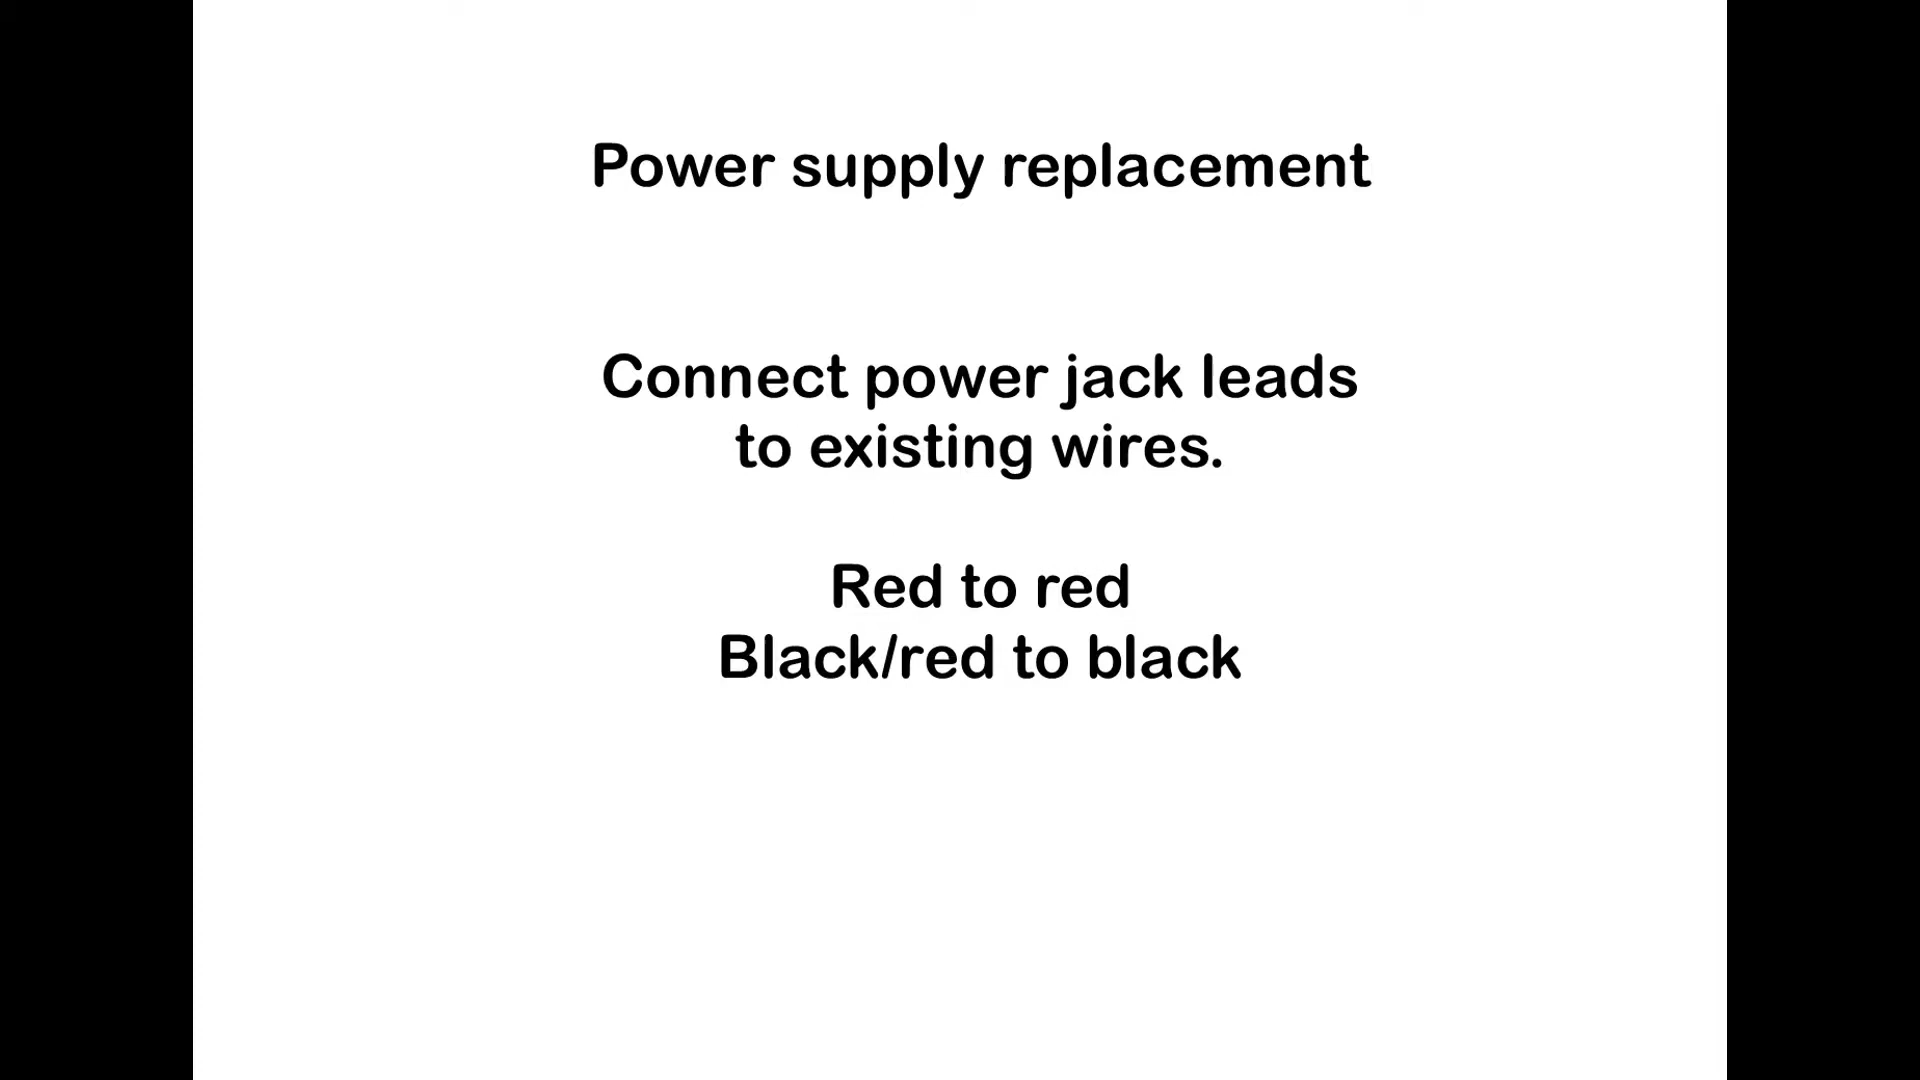 Power supply replacement
Connect power jack leads
to existing wires.
Red to red
Black/red to black